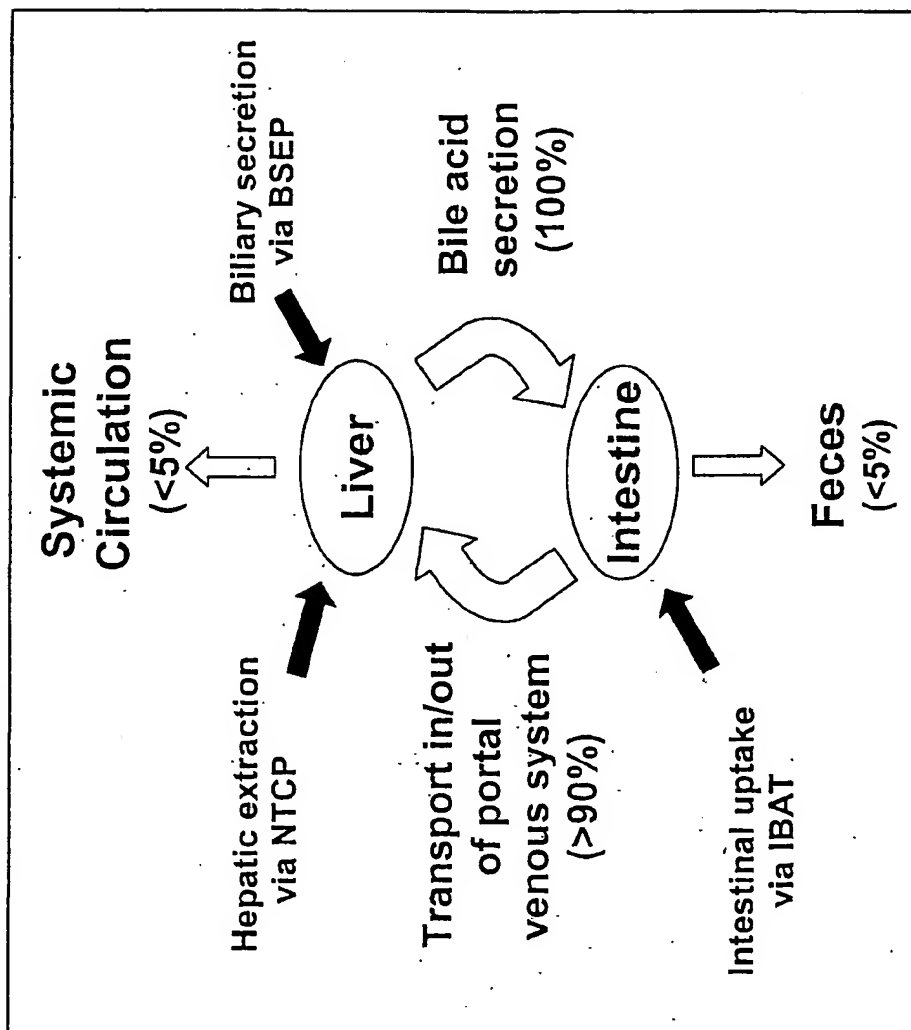 Systemic
Circulation
(<5%)
Hepatic extraction
via NTCP
Biliary secretion
via BSEP
Liver
Transport in/out
of portal
venous system
(>90%)
Bile acid
secretion
(100%)
Intestine
Intestinal uptake
via IBAT
Feces
(<5%)